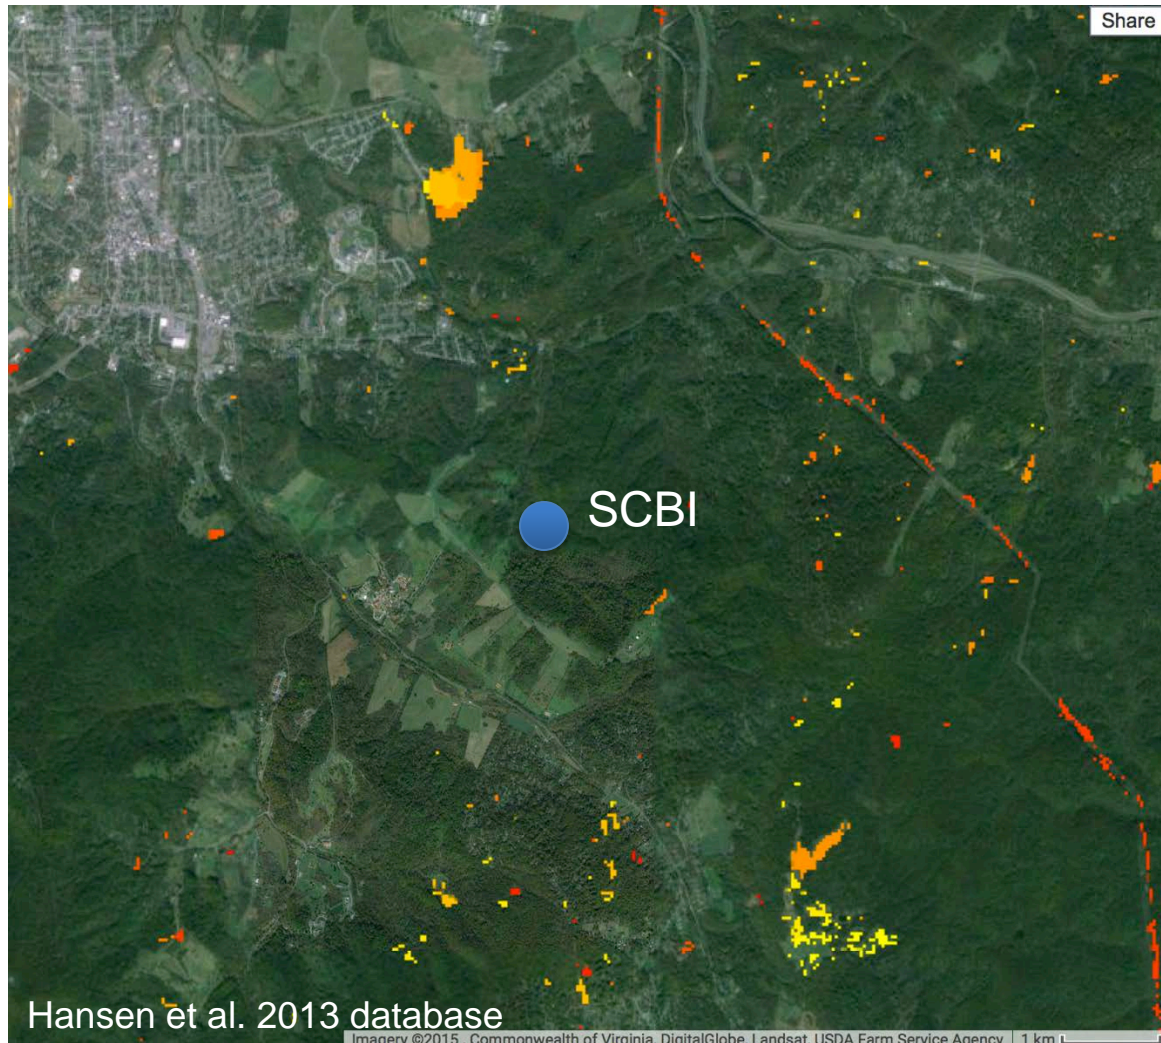 Share
SCBI
Hansen et al. 2013 database
Imagery ©2015 , Commonwealth of Virginia, DigitalGlobe, Landsat, USDA Farm Service Agency
1 km